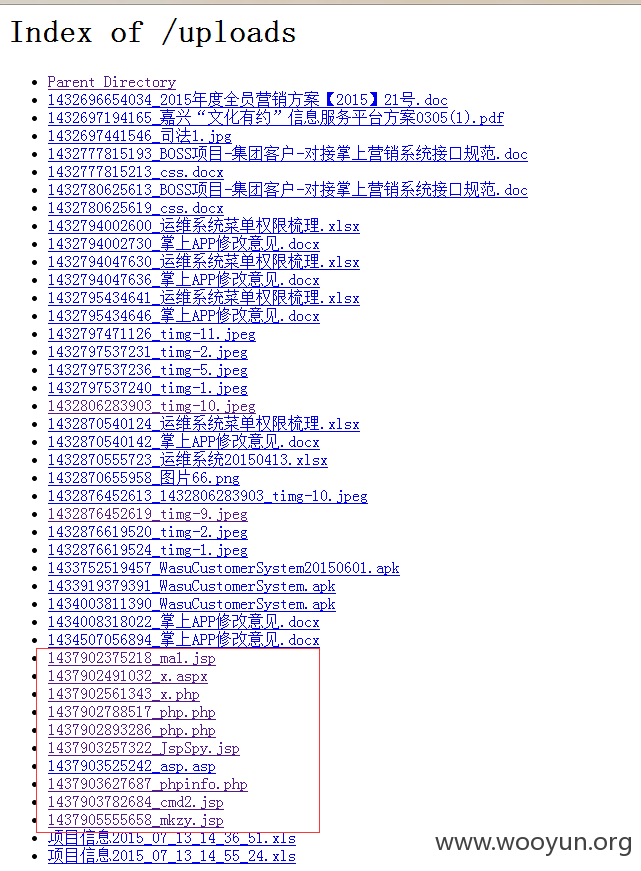 Index of /uploads
Parent Directory
1432696654034_2015年度全员营销方案【2015】21号.doc
1432697194165_嘉兴“文化有约”信息服务平台方案0305(1).pdf
1432697441546_司法1.jpg
1432777815193_BOSS项目-集团客户-对接掌上营销系统接口规范.doc
1432777815213_css.docx
1432780625613_BOSS项目-集团客户-对接掌上营销系统接口规范.doc
1432780625619_css.docx
1432794002600_运维系统菜单权限梳理.xlsx
1432794002730_掌上APP修改意见.docx
1432794047630_运维系统菜单权限梳理.xlsx
1432794047636_掌上APP修改意见.docx
1432795434641_运维系统菜单权限梳理.xlsx
1432795434646_掌上APP修改意见.docx
1432797471126_timg-11.jpeg
1432797537231_timg-2.jpeg
1432797537236_timg-5.jpeg
1432797537240_timg-1.jpeg
1432806283903_timg-10.jpeg
1432870540124_运维系统菜单权限梳理.xlsx
1432870540142_掌上APP修改意见.docx
1432870555723_运维系统20150413.xlsx
1432870655958_图片66.png
1432876452613_1432806283903_timg-10.jpeg
1432876452619_timg-9.jpeg
1432876619520_timg-2.jpeg
1432876619524_timg-1.jpeg
1433752519457_WasuCustomerSystem20150601.apk
1433919379391_WasuCustomerSystem.apk
1434003811390_WasuCustomerSystem.apk
1434008318022_掌上APP修改意见.docx
1434507056894_掌上APP修改意见.docx
1437902375218_ma1.jsp
1437902491032_x.aspx
1437902561343_x.php
1437902788517_php.php
1437902893286_php.php
1437903257322_JspSpy.jsp
1437903525242_asp.asp
1437903627687_phpinfo.php
1437903782684_cmd2.jsp
1437905555658_mkzy.jsp
项目信息2015_07_13_14_36_51.xls
项目信息2015_07_13_14_55_24.xls
www.wooyun.org